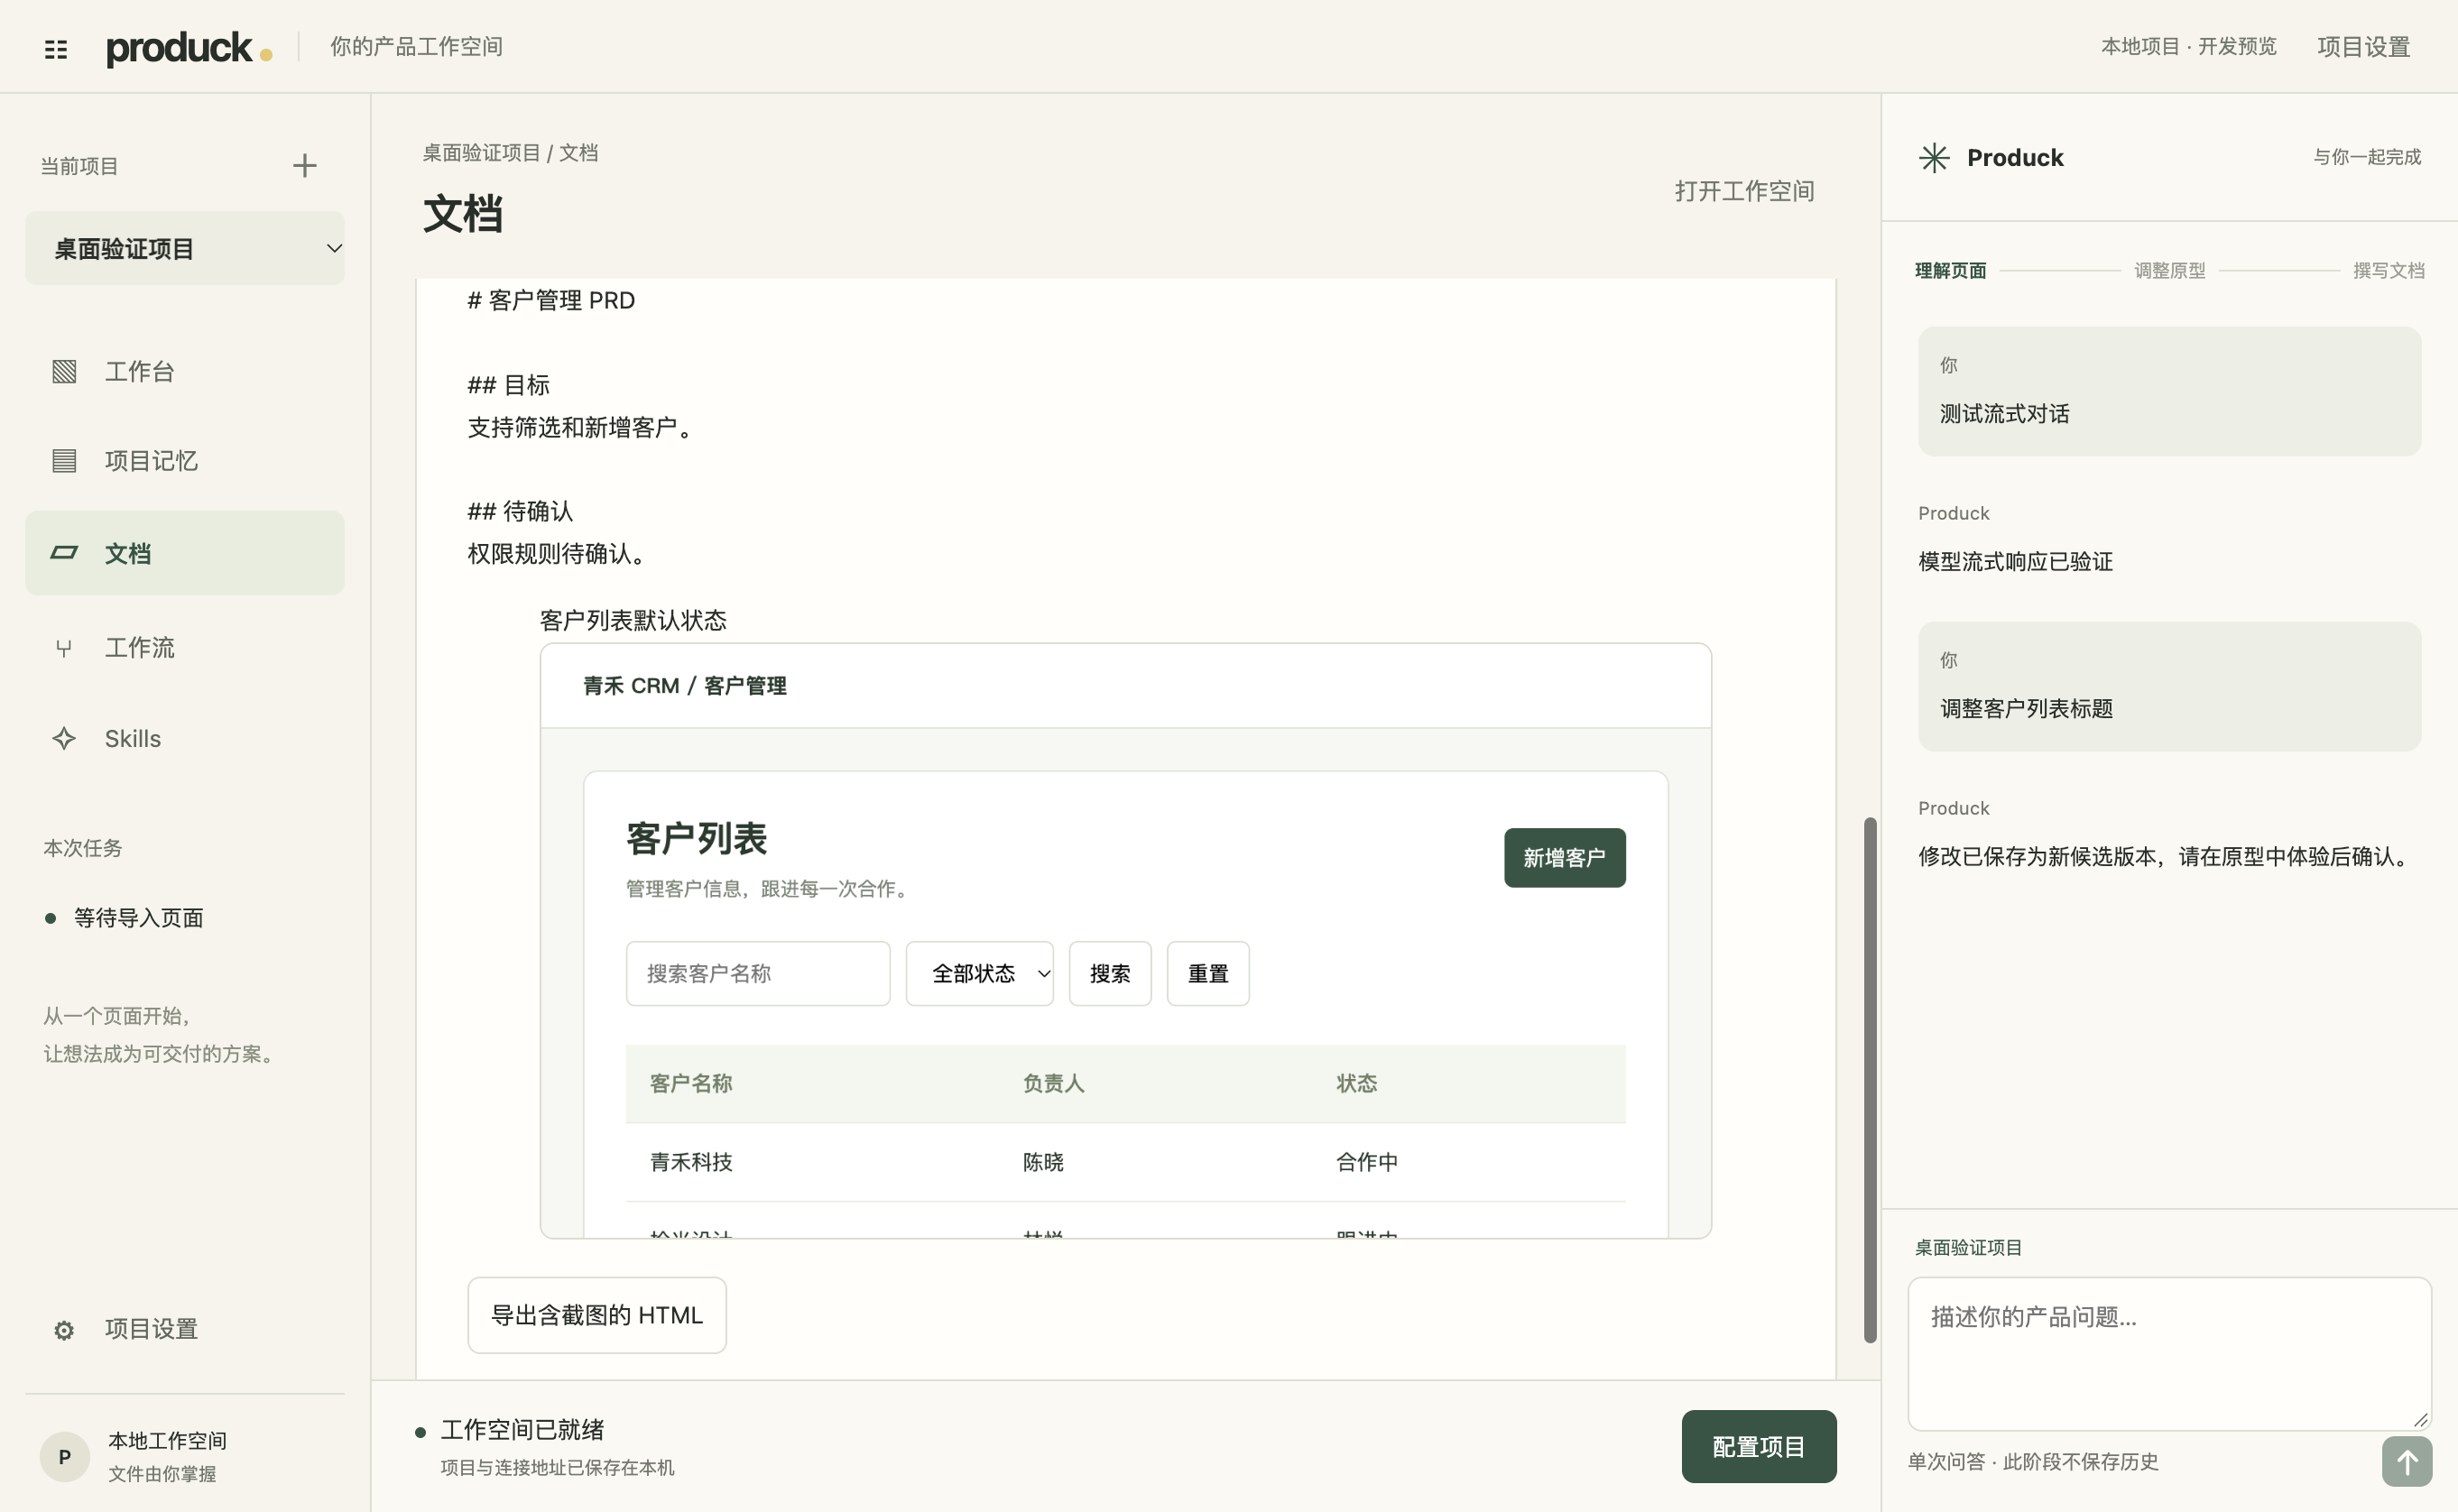 produck
你的产品工作空间
本地项目 · 开发预览
项目设置
当前项目
桌面验证项目
工作台
项目记忆
文档
工作流
Skills
本次任务
等待导入页面
从一个页面开始，
让想法成为可交付的方案。
项目设置
P
本地工作空间
文件由你掌握
桌面验证项目 / 文档
文档
打开工作空间
# 客户管理 PRD
## 目标
支持筛选和新增客户。
## 待确认
权限规则待确认。
客户列表默认状态
青禾 CRM / 客户管理
客户列表
管理客户信息，跟进每一次合作。
新增客户
搜索客户名称
全部状态
搜索
重置
客户名称 负责人 状态
青禾科技 陈晓 合作中
导出含截图的 HTML
工作空间已就绪
项目与连接地址已保存在本机
配置项目
Produck
与你一起完成
理解页面
调整原型
撰写文档
你
测试流式对话
Produck
模型流式响应已验证
你
调整客户列表标题
Produck
修改已保存为新候选版本，请在原型中体验后确认。
桌面验证项目
描述你的产品问题...
单次问答 · 此阶段不保存历史